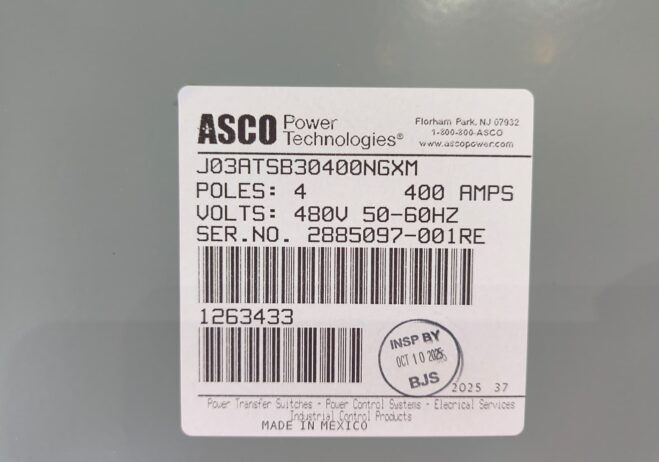 ASCO Power Technologies®
Florham Park, NJ 07932
1-800-800-ASCO
www.ascopower.com
J03ATSB30400NGXM
POLES: 4 400 AMPS
VOLTS: 480V 50-60HZ
SER.NO. 2885097-001RE
1263433
INSP BY
OCT 10 2025
BJS
2025 37
Power Transfer Switches - Power Control Systems - Elecrical Services
Industrial Control Products
MADE IN MEXICO